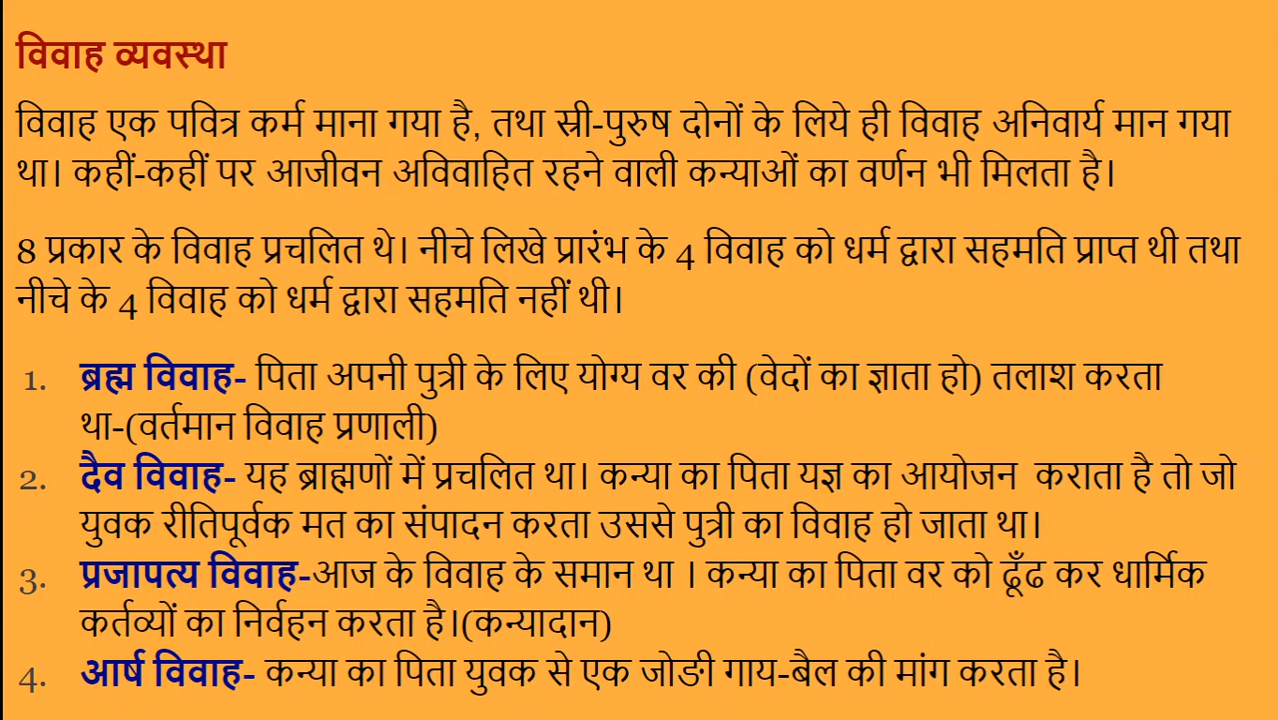 विवाह व्यवस्था
विवाह एक पवित्र कर्म माना गया है, तथा स्री-पुरुष दोनों के लिये ही विवाह अनिवार्य मान गया
था। कहीं-कहीं पर आजीवन अविवाहित रहने वाली कन्याओं का वर्णन भी मिलता है।
8 प्रकार के विवाह प्रचलित थे। नीचे लिखे प्रारंभ के 4 विवाह को धर्म द्वारा सहमति प्राप्त थी तथा
नीचे के 4 विवाह को धर्म द्वारा सहमति नहीं थी।
1. ब्रह्म विवाह- पिता अपनी पुत्री के लिए योग्य वर की (वेदों का ज्ञाता हो) तलाश करता
था-(वर्तमान विवाह प्रणाली)
2. दैव विवाह- यह ब्राह्मणों में प्रचलित था। कन्या का पिता यज्ञ का आयोजन कराता है तो जो
युवक रीतिपूर्वक मत का संपादन करता उससे पुत्री का विवाह हो जाता था।
3. प्रजापत्य विवाह-आज के विवाह के समान था । कन्या का पिता वर को ढूँढ कर धार्मिक
कर्तव्यों का निर्वहन करता है।(कन्यादान)
4. आर्ष विवाह- कन्या का पिता युवक से एक जोङी गाय-बैल की मांग करता है।